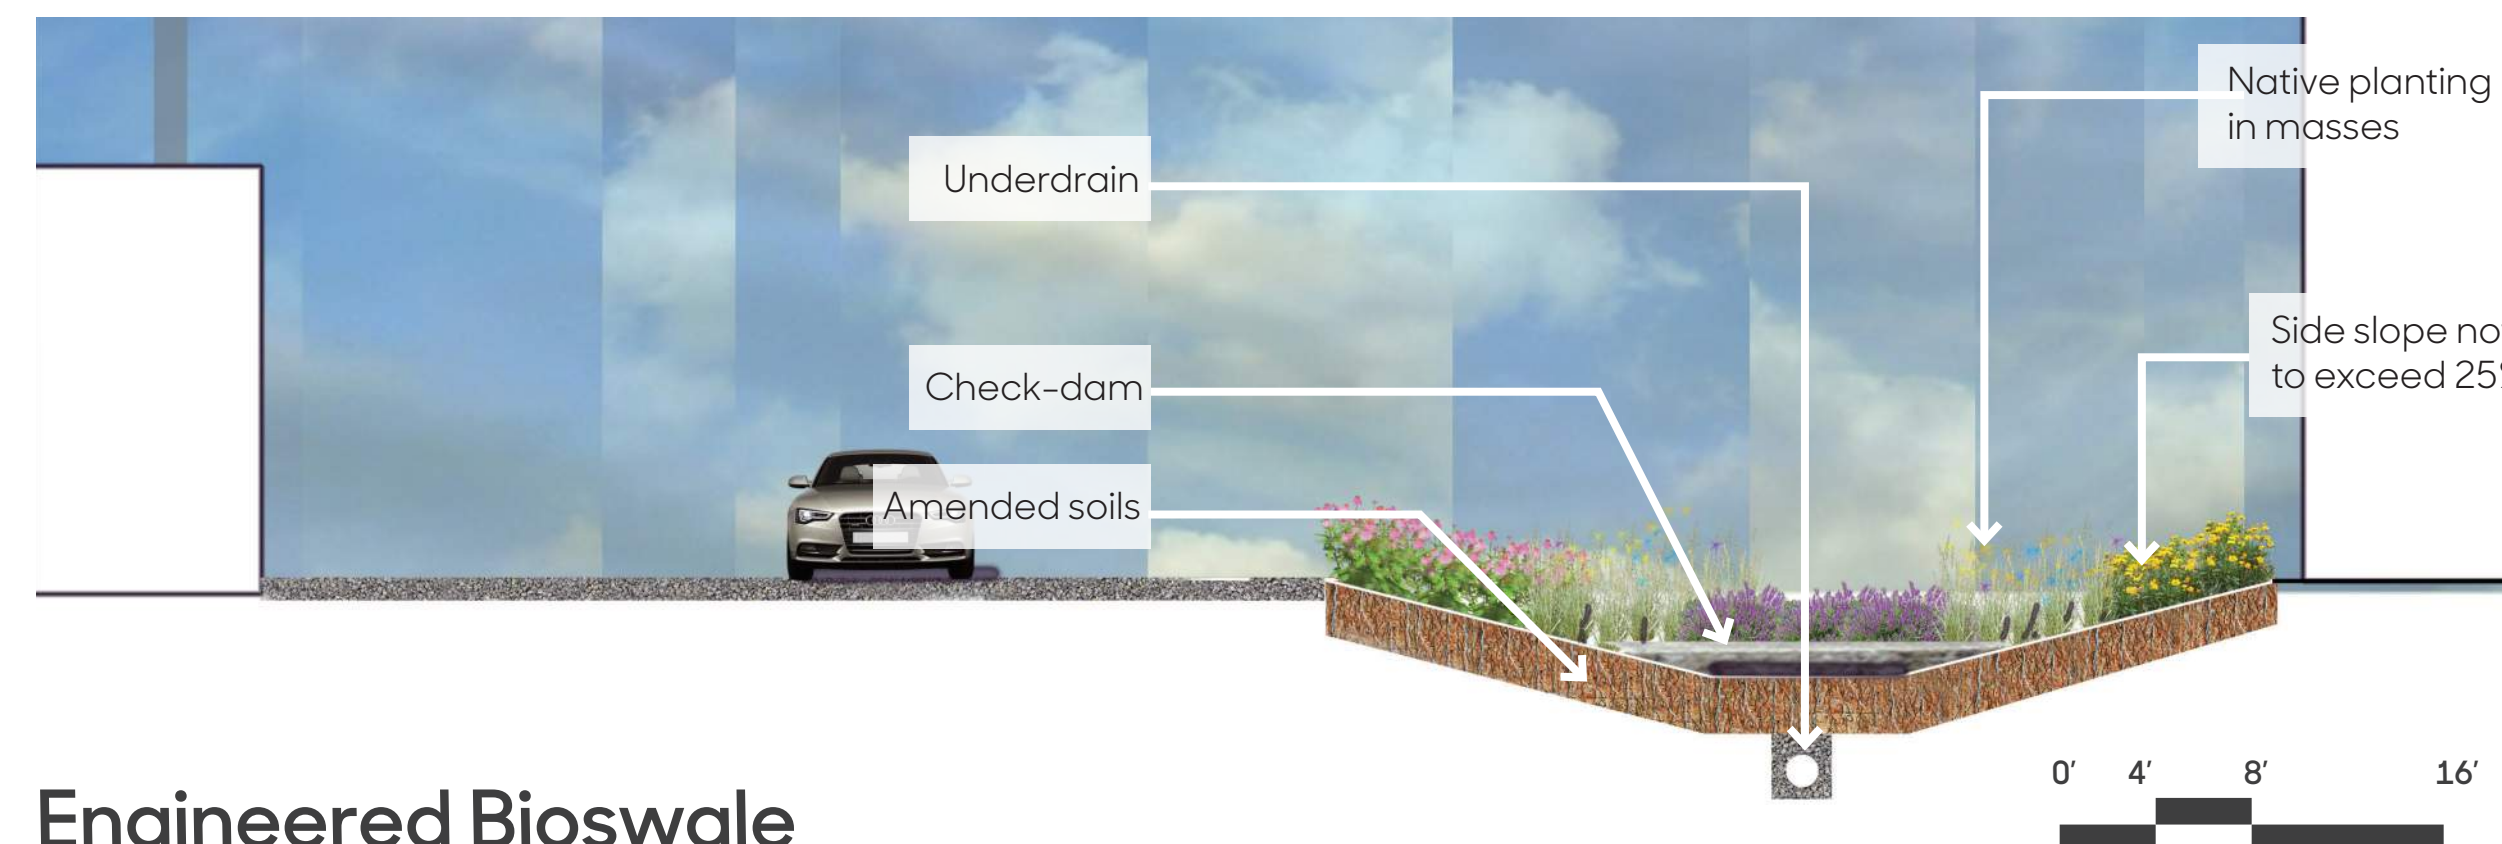 Native planting
in masses
Underdrain
Side slope no
to exceed 25
Check-dam
Amended soils
0' 4' 8' 16'
Engineered Bioswale